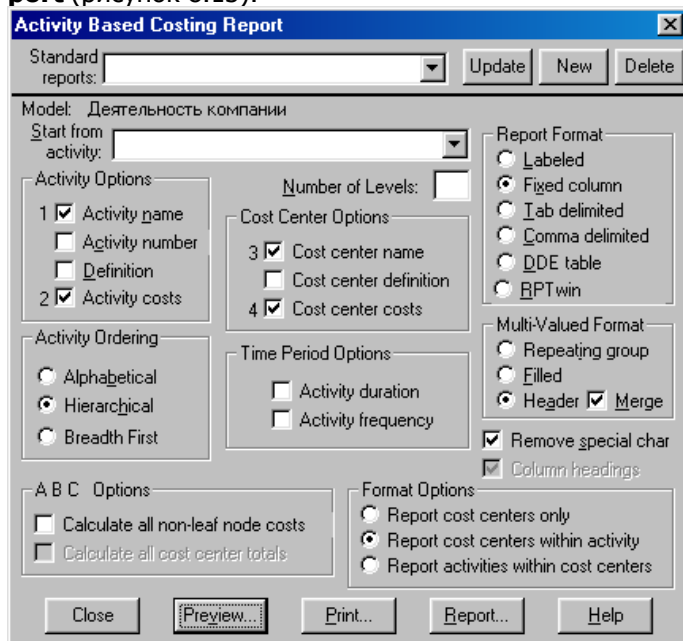 port (рисунок 6.13).
Activity Based Costing Report
Standard reports:
Update New Delete
Model: Деятельность компании
Start from activity:
Number of Levels:
Activity Options
1 Activity name
Activity number
Definition
2 Activity costs
Cost Center Options
3 Cost center name
Cost center definition
4 Cost center costs
Report Format
Labeled
Fixed column
Tab delimited
Comma delimited
DDE table
RPTwin
Activity Ordering
Alphabetical
Hierarchical
Breadth First
Time Period Options
Activity duration
Activity frequency
Multi-Valued Format
Repeating group
Filled
Header Merge
Remove special char
Column headings
A B C Options
Calculate all non-leaf node costs
Calculate all cost center totals
Format Options
Report cost centers only
Report cost centers within activity
Report activities within cost centers
Close Preview... Print... Report... Help